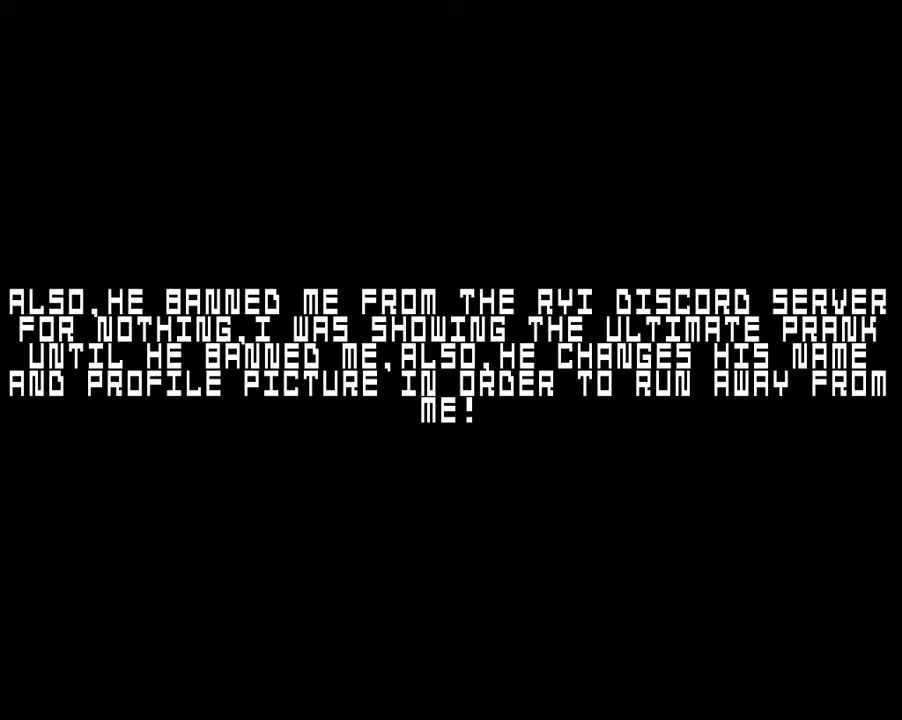 ALSO,HE BANNED ME FROM THE RYI DISCORD SERVER
FOR NOTHING,I WAS SHOWING THE ULTIMATE PRANK
UNTIL HE BANNED ME,ALSO,HE CHANGES HIS NAME
AND PROFILE PICTURE IN ORDER TO RUN AWAY FROM
ME!